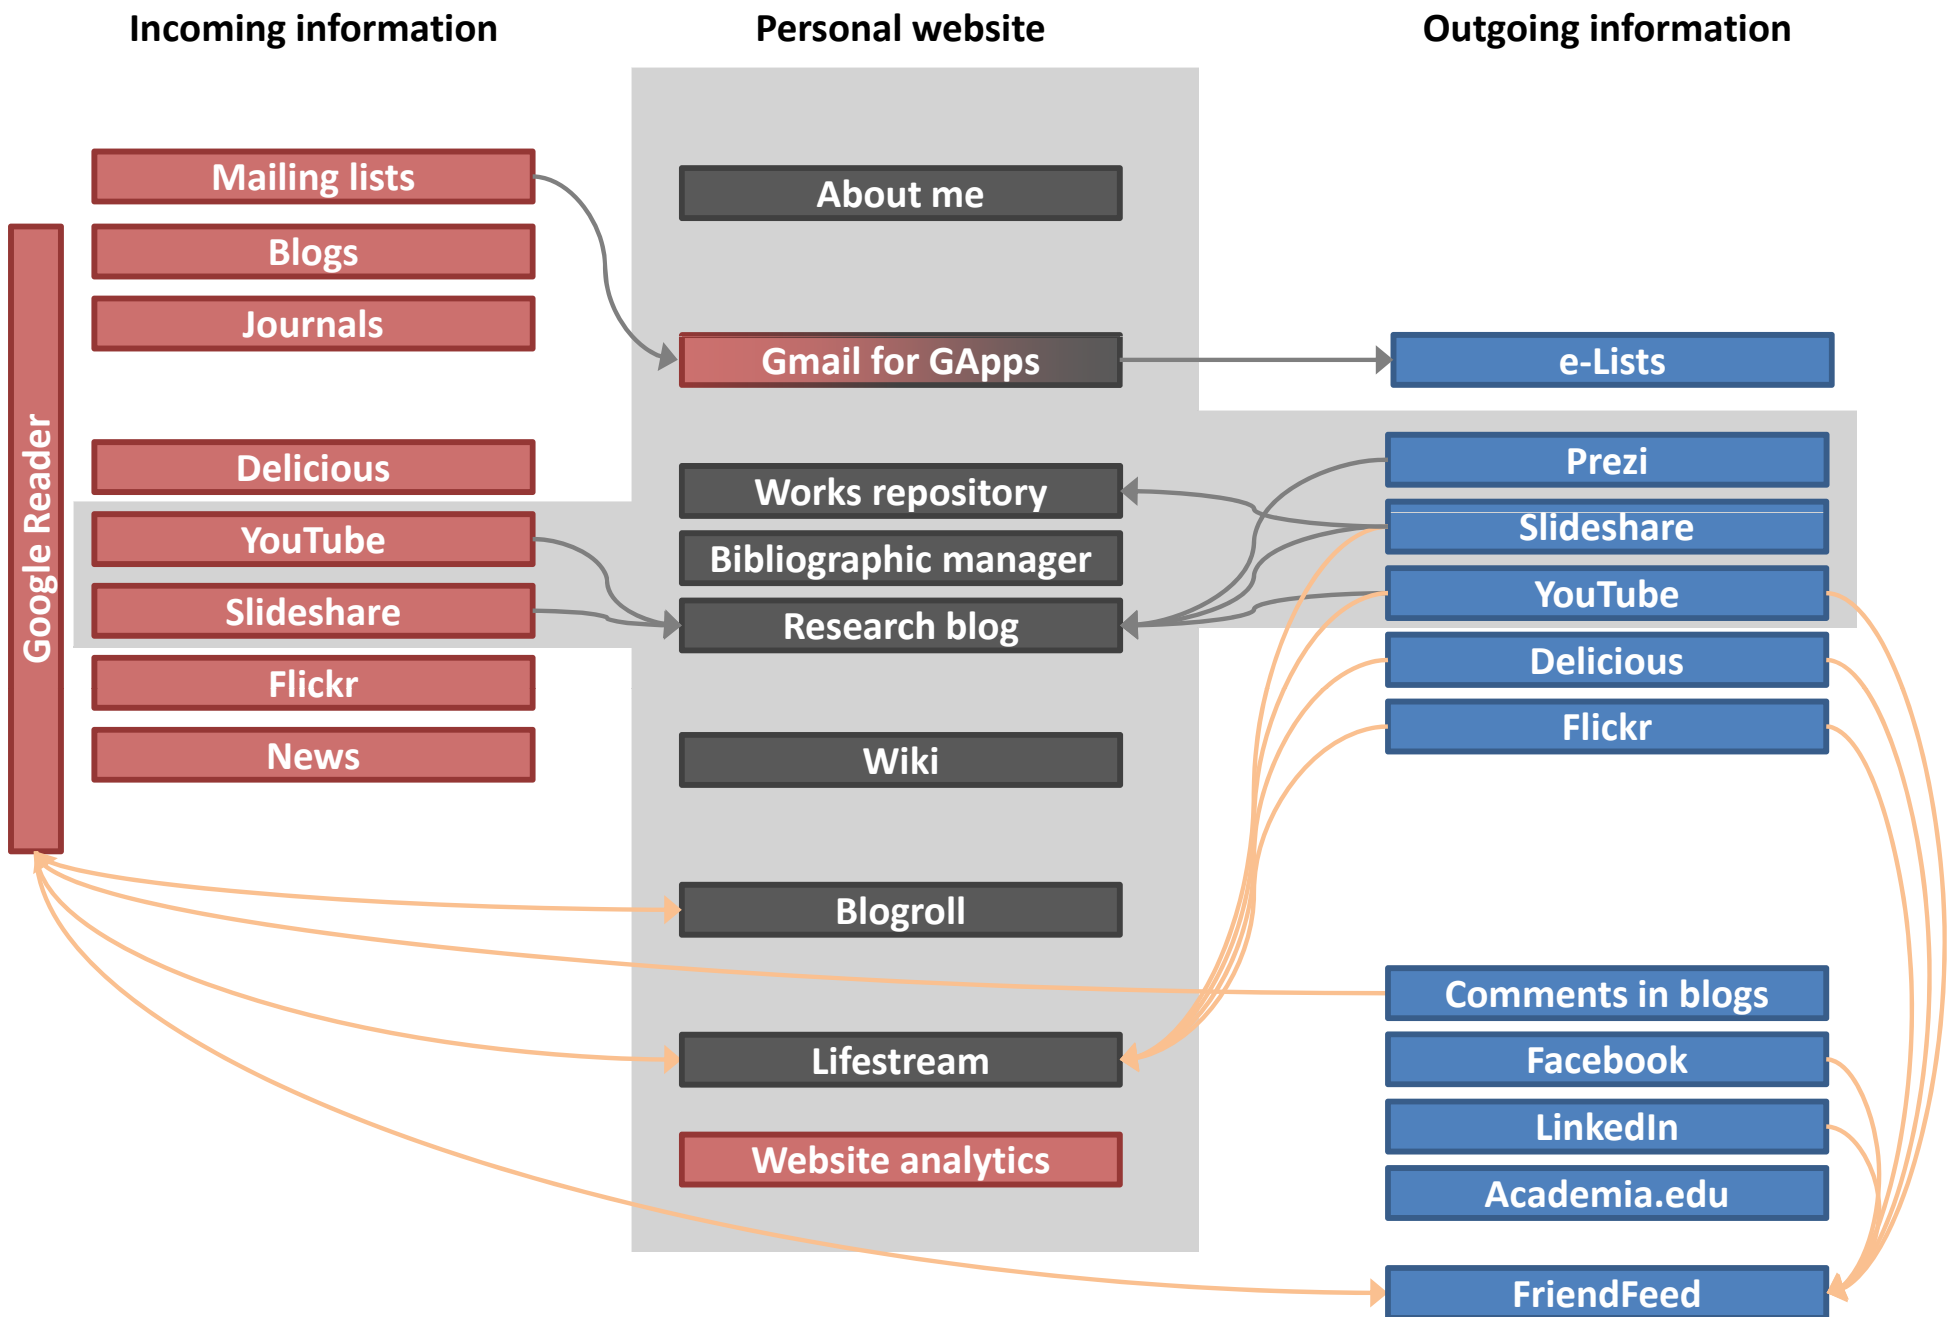 Incoming information
Personal website
Outgoing information
Google Reader
Mailing lists
Blogs
Journals
Delicious
YouTube
Slideshare
Flickr
News
About me
Gmail for GApps
Works repository
Bibliographic manager
Research blog
Wiki
Blogroll
Lifestream
Website analytics
e-Lists
Prezi
Slideshare
YouTube
Delicious
Flickr
Comments in blogs
Facebook
LinkedIn
Academia.edu
FriendFeed